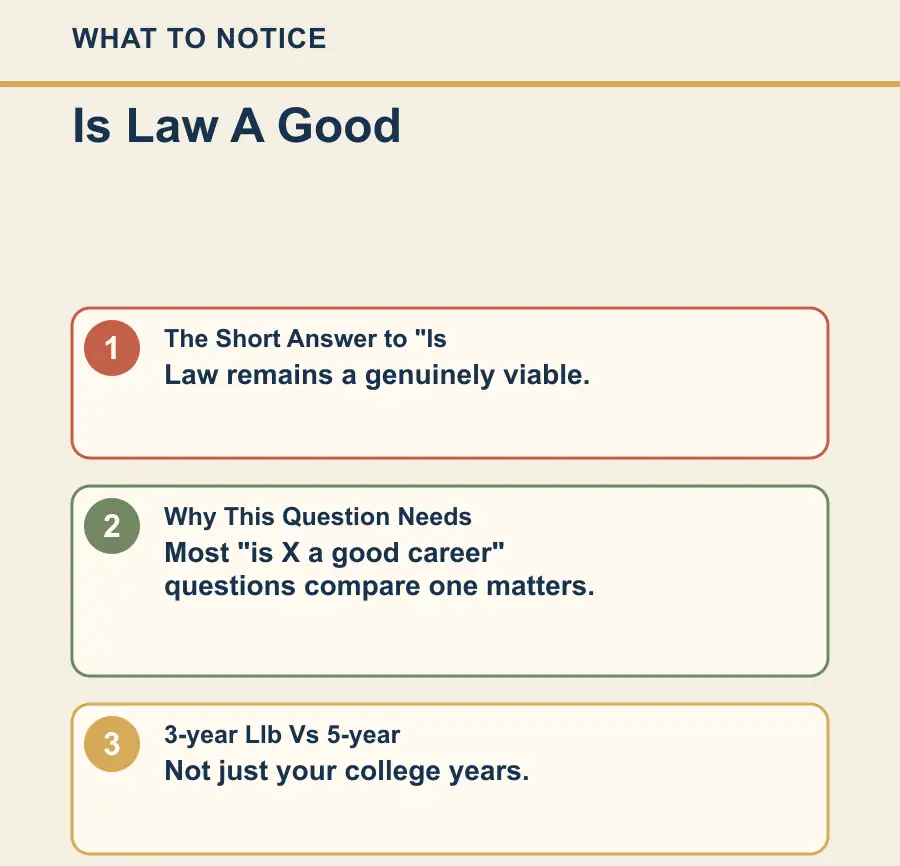 WHAT TO NOTICE
Is Law A Good
1
The Short Answer to "Is
Law remains a genuinely viable.
2
Why This Question Needs
Most "is X a good career"
questions compare one matters.
3
3-year Llb Vs 5-year
Not just your college years.